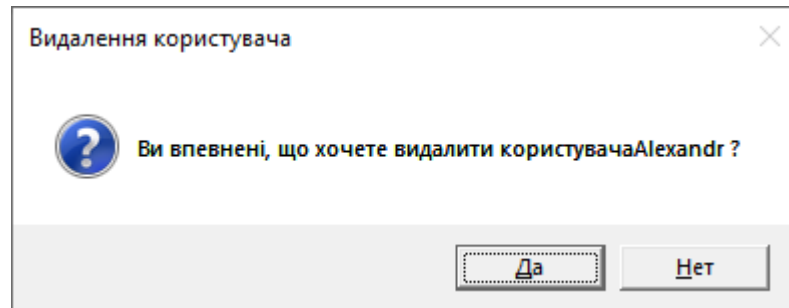 Видалення користувача
Ви впевнені, що хочете видалити користувачаAlexandr ?
Да
Нет